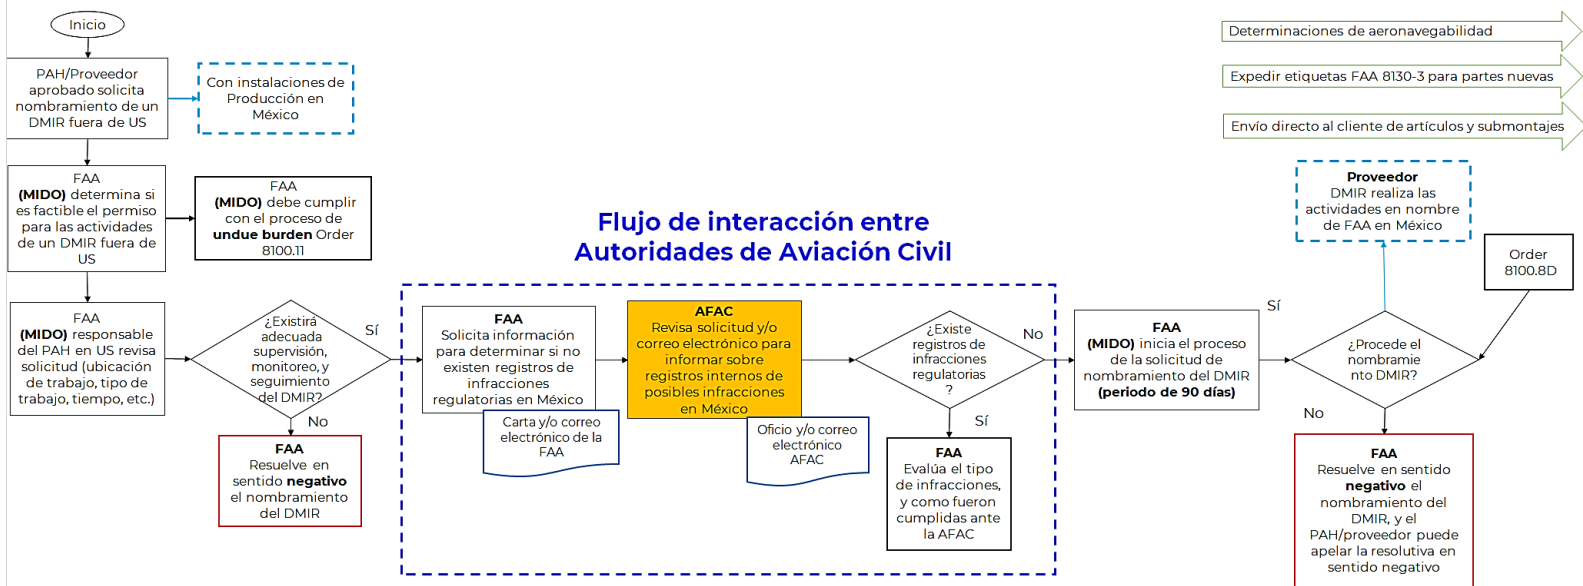 Inicio
PAH/Proveedor
aprobado solicita
nombramiento de un
DMIR fuera de US
Con instalaciones de
Producción en
México
FAA
(MIDO) determina si
es factible el permiso
para las actividades
de un DMIR fuera de
US
FAA
(MIDO) debe cumplir
con el proceso de
undue burden Order
8100.11
FAA
(MIDO) responsable
del PAH en US revisa
solicitud (ubicación
de trabajo, tipo de
trabajo, tiempo, etc.)
¿Existirá
adecuada
supervisión,
monitoreo, y
seguimiento
del DMIR?
Sí
No
FAA
Resuelve en
sentido negativo
el nombramiento
del DMIR
Flujo de interacción entre
Autoridades de Aviación Civil
FAA
Solicita información
para determinar si no
existen registros de
infracciones
regulatorias en México
Carta y/o correo
electrónico de la
FAA
AFAC
Revisa solicitud y/o
correo electrónico para
informar sobre
registros internos de
posibles infracciones
en México
Oficio y/o correo
electrónico
AFAC
¿Existe
registros de
infracciones
regulatorias
?
No
Sí
FAA
Evalúa el tipo
de infracciones,
y como fueron
cumplidas ante
la AFAC
FAA
(MIDO) inicia el proceso
de la solicitud de
nombramiento del DMIR
(periodo de 90 días)
Sí
¿Procede el
nombramie
nto DMIR?
No
Order
8100.8D
Proveedor
DMIR realiza las
actividades en nombre
de FAA en México
FAA
Resuelve en sentido
negativo el
nombramiento del
DMIR, y el
PAH/proveedor puede
apelar la resolutiva en
sentido negativo
Determinaciones de aeronavegabilidad
Expedir etiquetas FAA 8130-3 para partes nuevas
Envío directo al cliente de artículos y submontajes